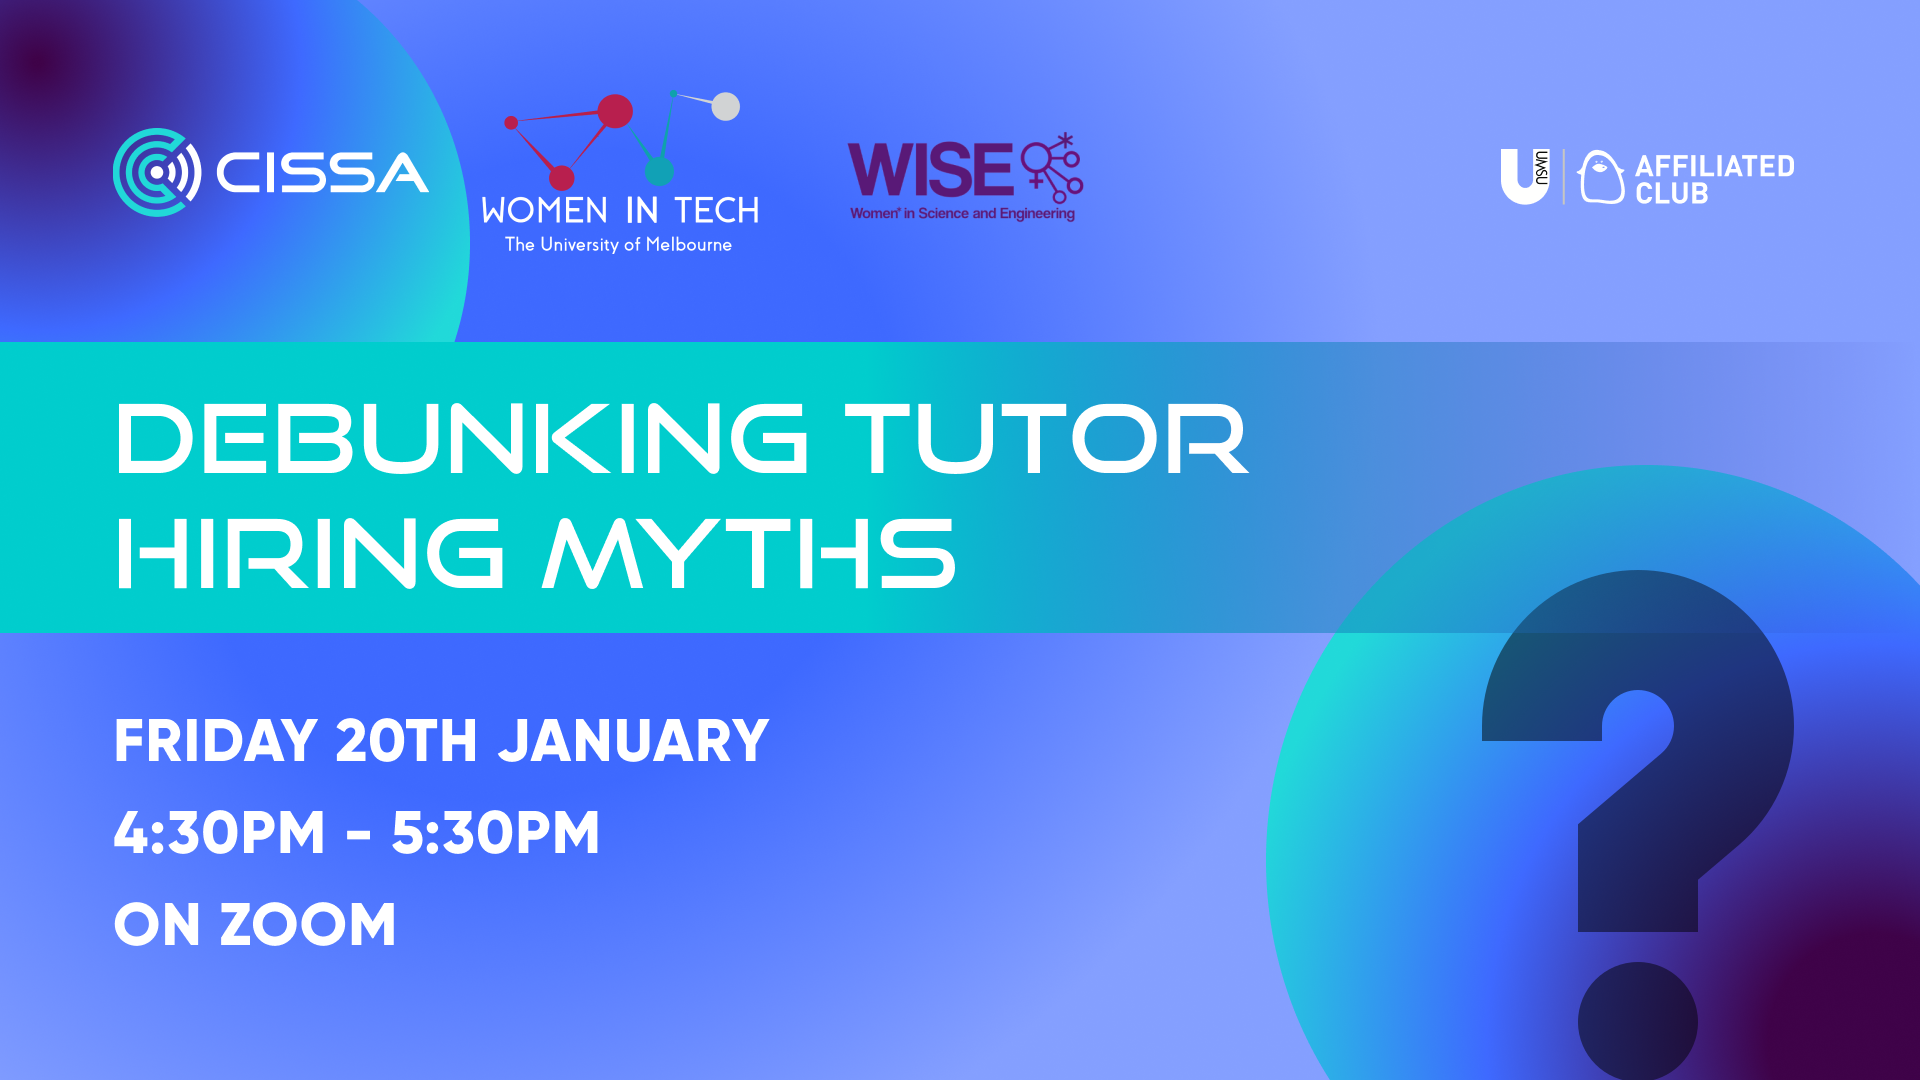 CISSA
WOMEN IN TECH
The University of Melbourne
WISE
Women* in Science and Engineering
UMSU
AFFILIATED
CLUB
DEBUNKING TUTOR
HIRING MYTHS
FRIDAY 20TH JANUARY
4:30PM - 5:30PM
ON ZOOM
?